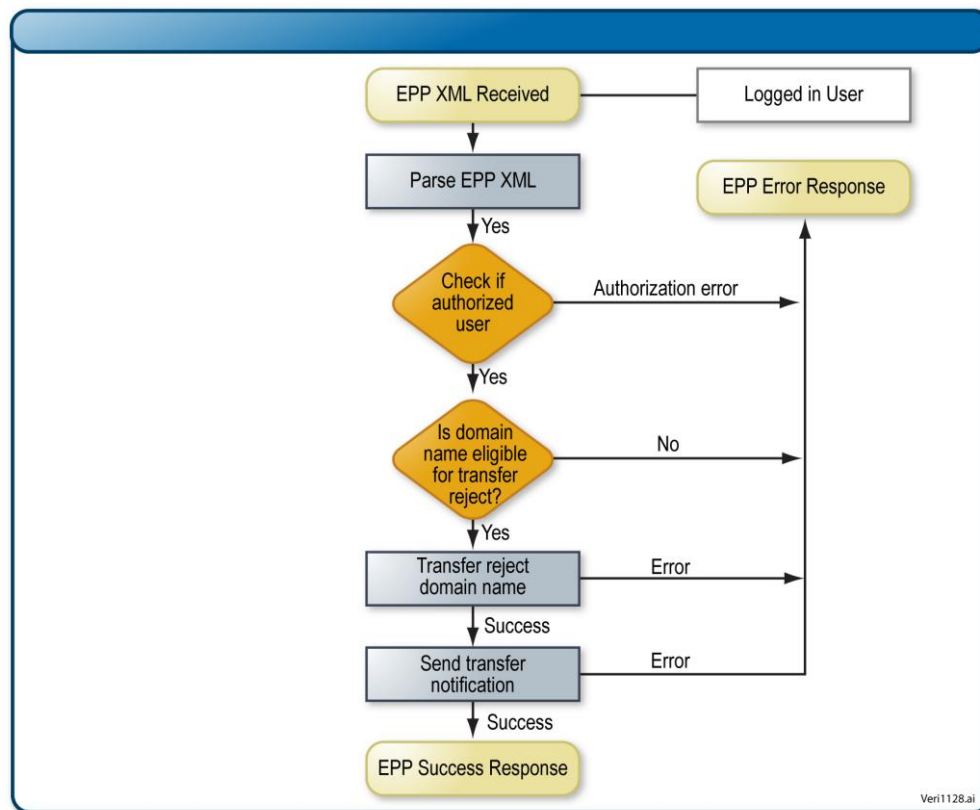 EPP XML Received
Logged in User
Parse EPP XML
EPP Error Response
Yes
Check if
authorized
user
Authorization error
Yes
Is domain
name eligible
for transfer
reject?
No
Yes
Transfer reject
domain name
Error
Success
Send transfer
notification
Error
Success
EPP Success Response
Veri1128.ai